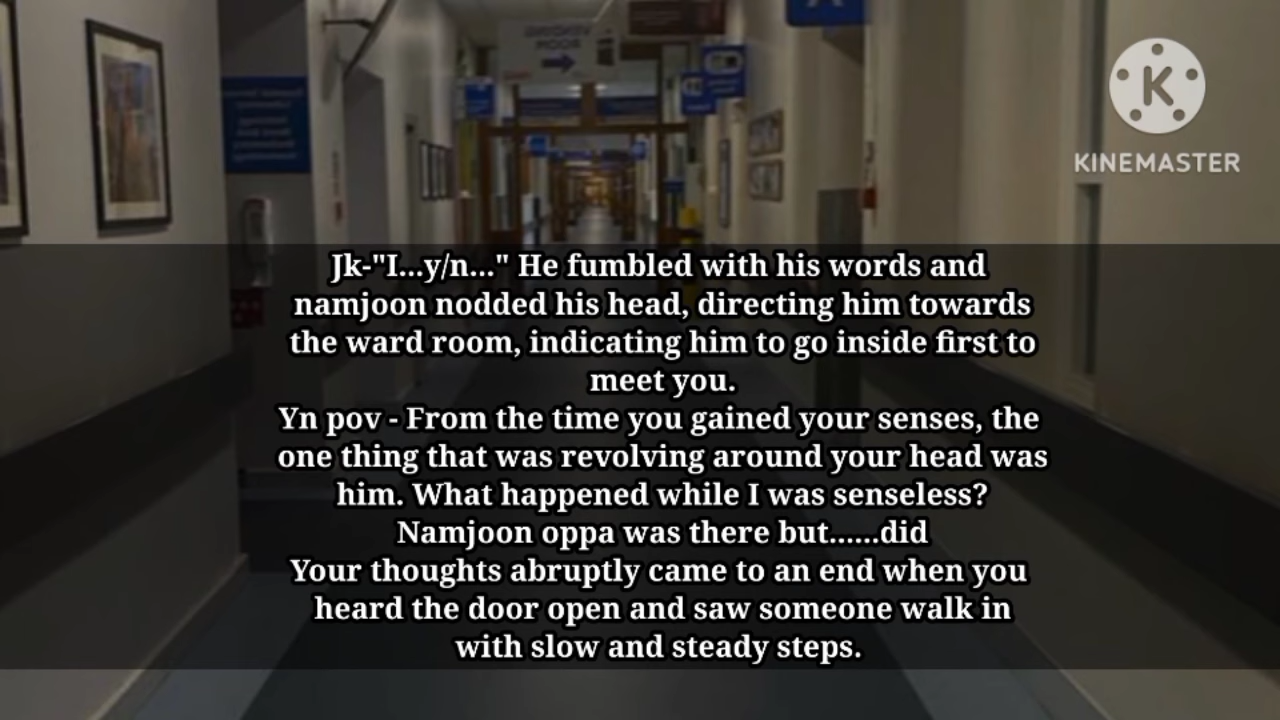 KINEMASTER
Jk-"I...y/n..." He fumbled with his words and
namjoon nodded his head, directing him towards
the ward room, indicating him to go inside first to
meet you.
Yn pov - From the time you gained your senses, the
one thing that was revolving around your head was
him. What happened while I was senseless?
Namjoon oppa was there but......did
Your thoughts abruptly came to an end when you
heard the door open and saw someone walk in
with slow and steady steps.